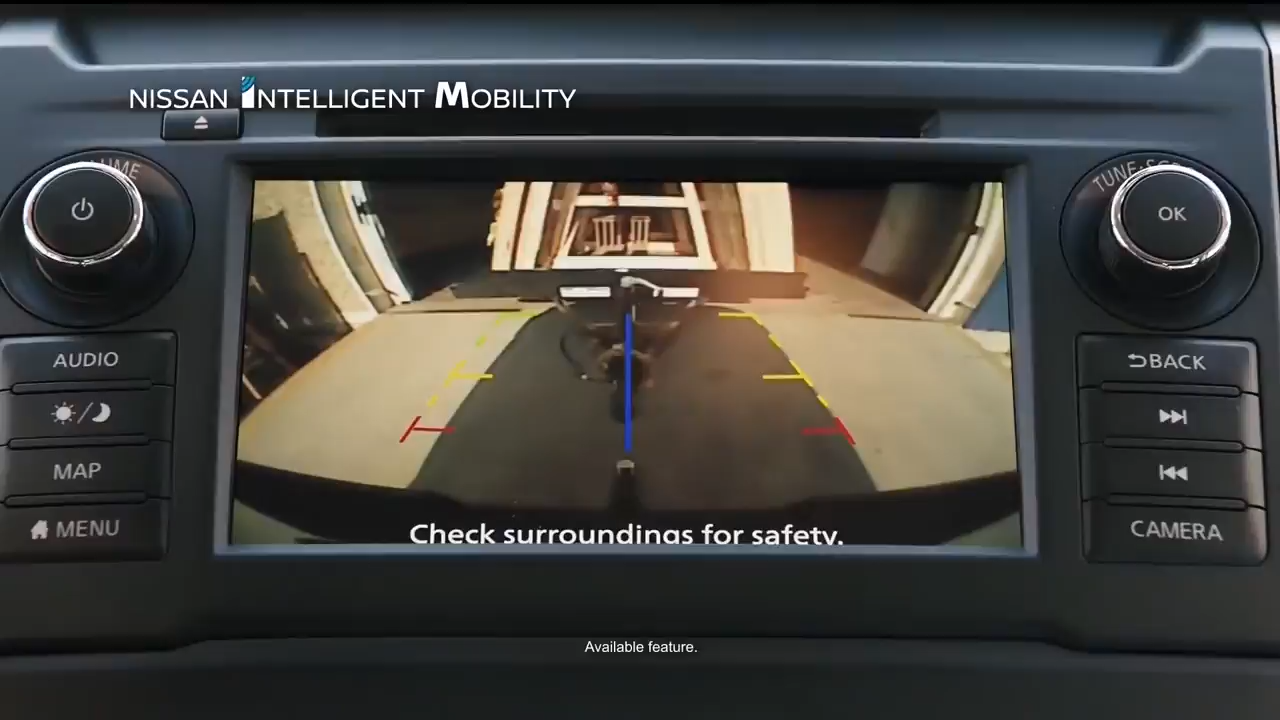 NISSAN INTELLIGENT MOBILITY
AUDIO
MAP
MENU
OK
BACK
CAMERA
Check surroundings for safety.
Available feature.